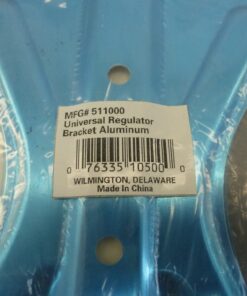 MFG# 511000
Universal Regulator
Bracket Aluminum
0 76335 10500 0
WILMINGTON, DELAWARE
Made In China